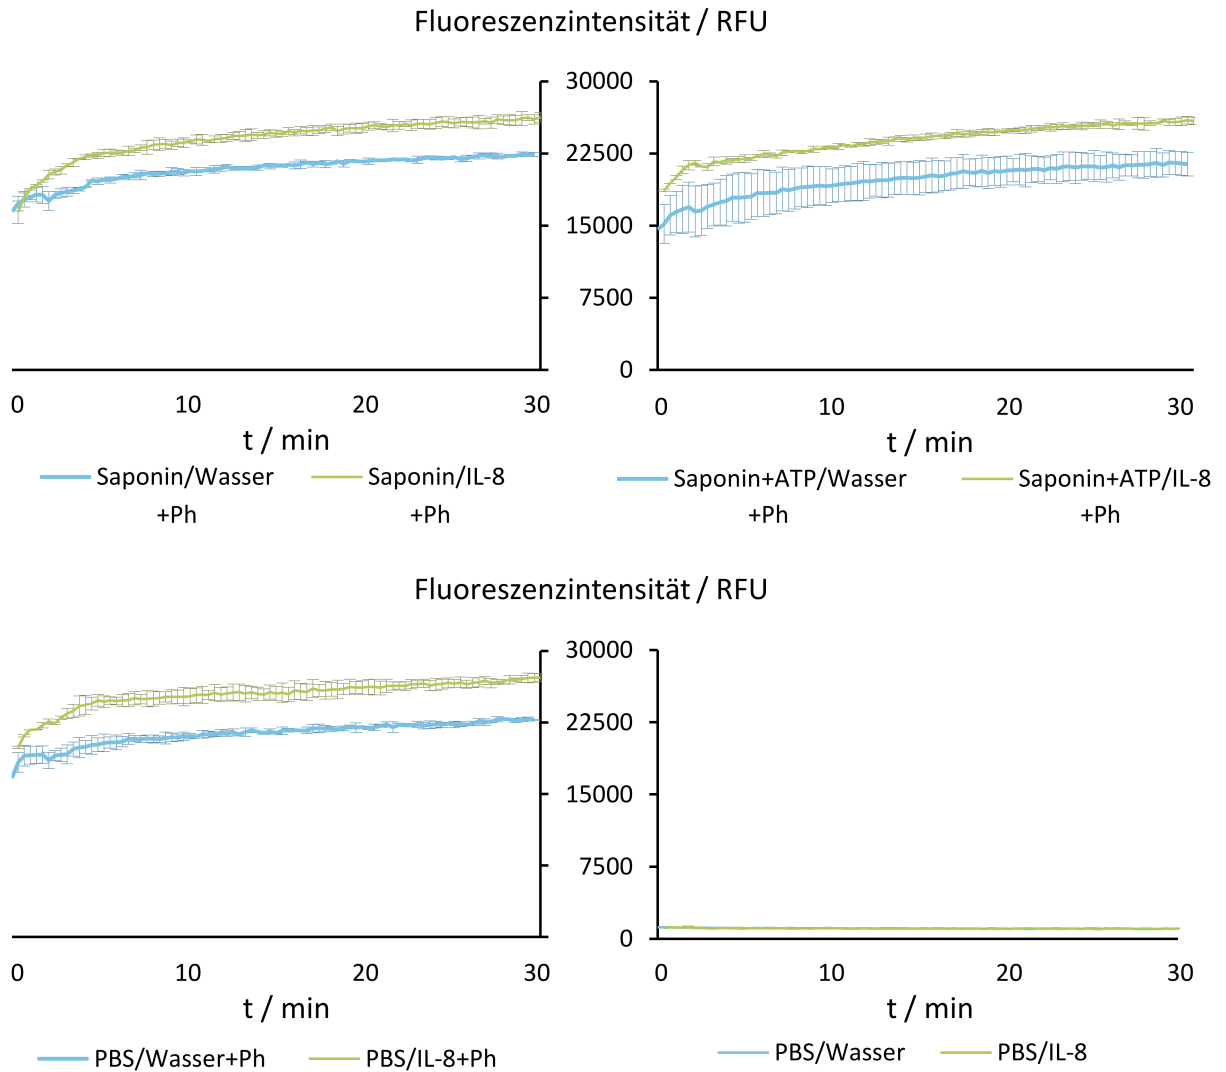 Fluoreszenzintensität / RFU
30000
22500
15000
7500
0
0 10 20 30
0 10 20 30
t / min
t / min
Saponin/Wasser +Ph
Saponin/IL-8 +Ph
Saponin+ATP/Wasser +Ph
Saponin+ATP/IL-8 +Ph
Fluoreszenzintensität / RFU
30000
22500
15000
7500
0
0 10 20 30
0 10 20 30
t / min
t / min
PBS/Wasser+Ph
PBS/IL-8+Ph
PBS/Wasser
PBS/IL-8